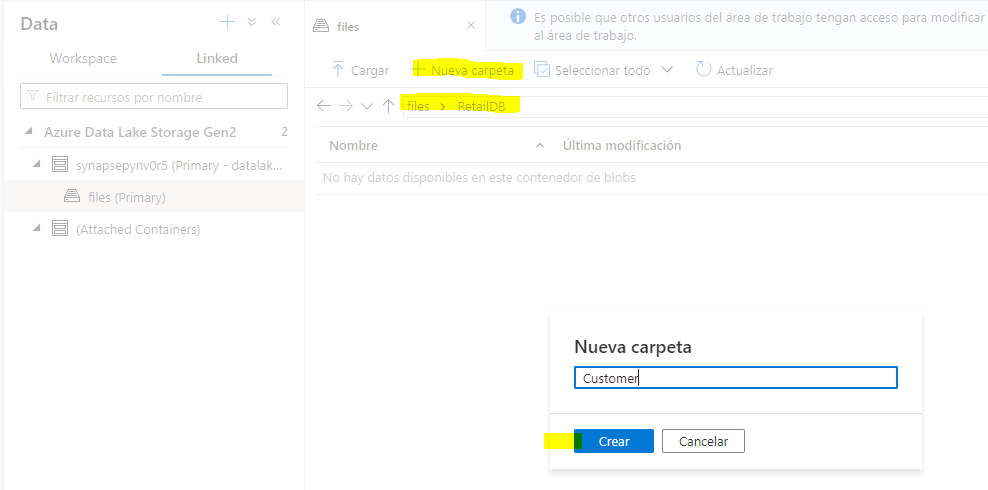 Data
Workspace
Linked
Filtrar recursos por nombre
Azure Data Lake Storage Gen2
2
synapsepynv0r5 (Primary - datalak...
files (Primary)
(Attached Containers)
files
Es posible que otros usuarios del área de trabajo tengan acceso para modificar
al área de trabajo.
Cargar
Nueva carpeta
Seleccionar todo
Actualizar
files > RetailDB
Nombre
Última modificación
No hay datos disponibles en este contenedor de blobs
Nueva carpeta
Customer
Crear
Cancelar